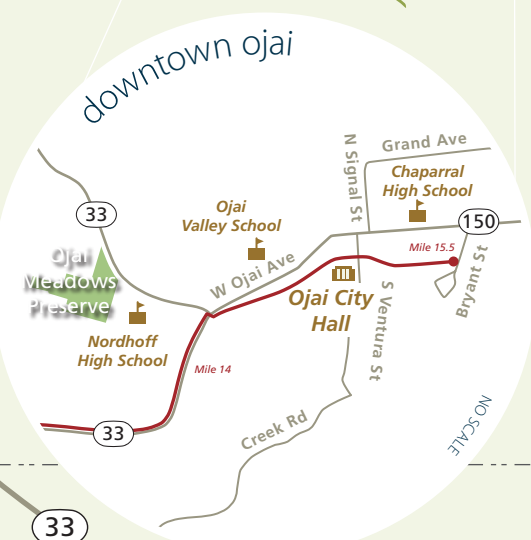 downtown ojai
Grand Ave
N Signal St
Chaparral
High School
33
Ojai
Valley School
150
Mile 15.5
Ojai
Meadows
Preserve
W Ojai Ave
Bryant St
Ojai City
Hall
S Ventura St
Nordhoff
High School
Mile 14
NO SCALE
33
Creek Rd
33